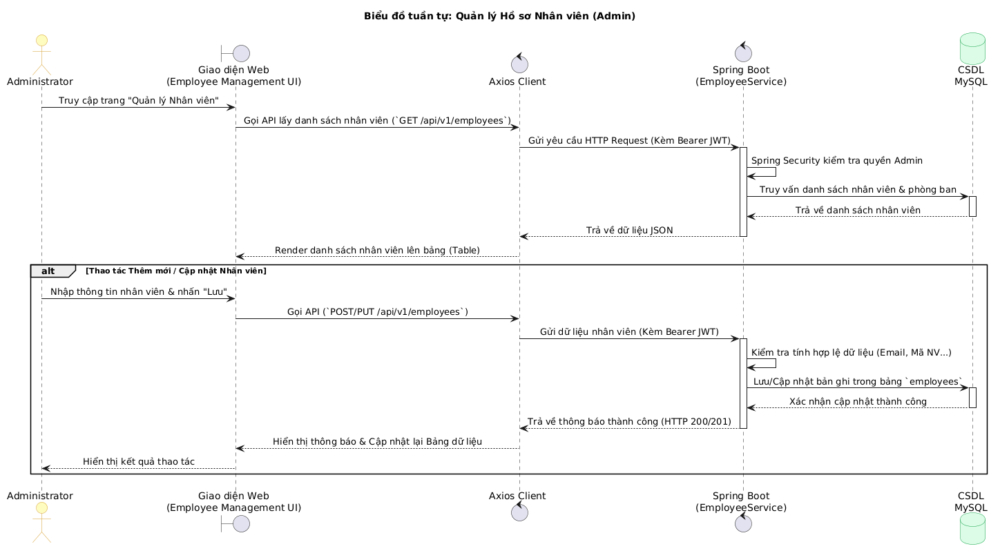 Biểu đồ tuần tự: Quản lý Hồ sơ Nhân viên (Admin)
Administrator
Giao diện Web
(Employee Management UI)
Axios Client
Spring Boot
(EmployeeService)
CSDL
MySQL
Truy cập trang "Quản lý Nhân viên"
Gọi API lấy danh sách nhân viên (`GET /api/v1/employees`)
Gửi yêu cầu HTTP Request (Kèm Bearer JWT)
Spring Security kiểm tra quyền Admin
Truy vấn danh sách nhân viên & phòng ban
Trả về danh sách nhân viên
Trả về dữ liệu JSON
Render danh sách nhân viên lên bảng (Table)
alt [Thao tác Thêm mới / Cập nhật Nhân viên]
Nhập thông tin nhân viên & nhấn "Lưu"
Gọi API (`POST/PUT /api/v1/employees`)
Gửi dữ liệu nhân viên (Kèm Bearer JWT)
Kiểm tra tính hợp lệ dữ liệu (Email, Mã NV...)
Lưu/Cập nhật bản ghi trong bảng `employees`
Xác nhận cập nhật thành công
Trả về thông báo thành công (HTTP 200/201)
Hiển thị thông báo & Cập nhật lại Bảng dữ liệu
Hiển thị kết quả thao tác
Administrator
Giao diện Web
(Employee Management UI)
Axios Client
Spring Boot
(EmployeeService)
CSDL
MySQL